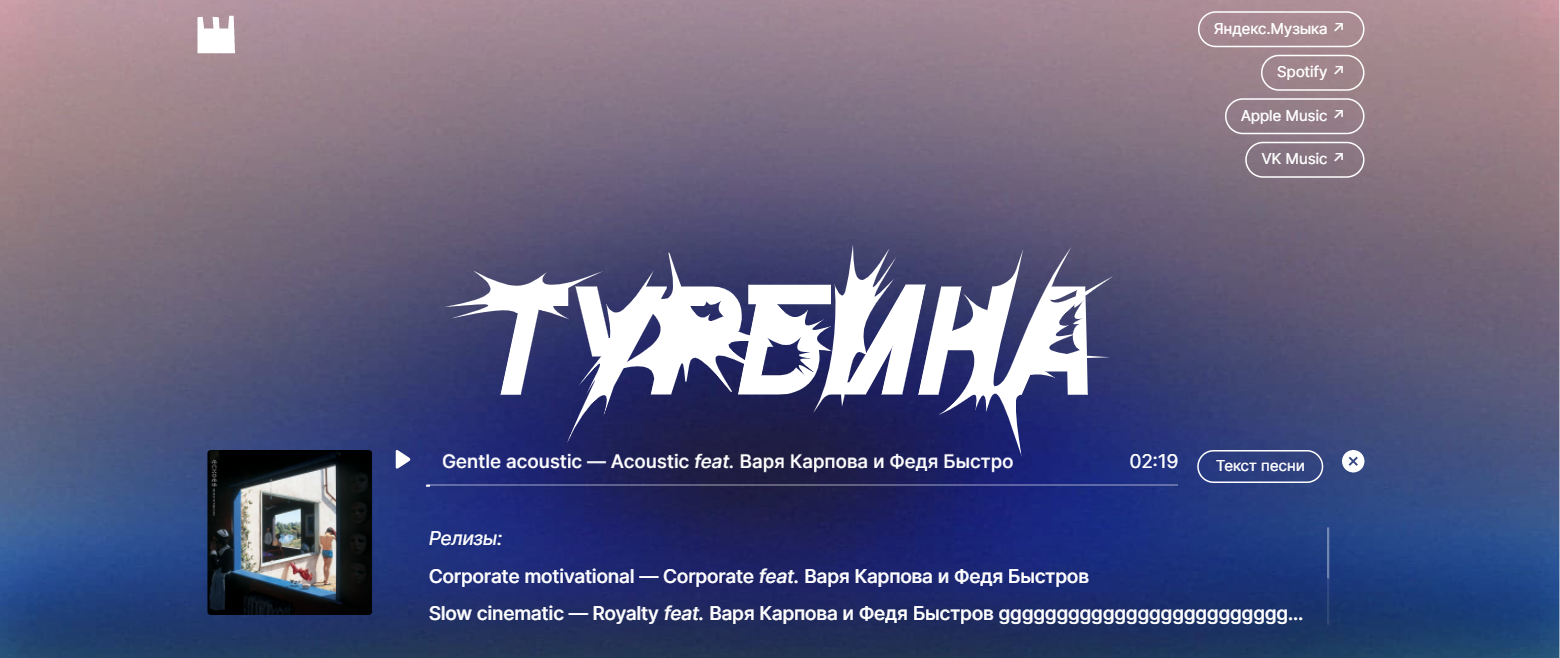 Яндекс.Музыка ↗
Spotify ↗
Apple Music ↗
VK Music ↗
ТУРБИНА
Gentle acoustic — Acoustic feat. Варя Карпова и Федя Быстро
02:19
Текст песни
Релизы:
Corporate motivational — Corporate feat. Варя Карпова и Федя Быстров
Slow cinematic — Royalty feat. Варя Карпова и Федя Быстров ggggggggggggggggggggggggg...